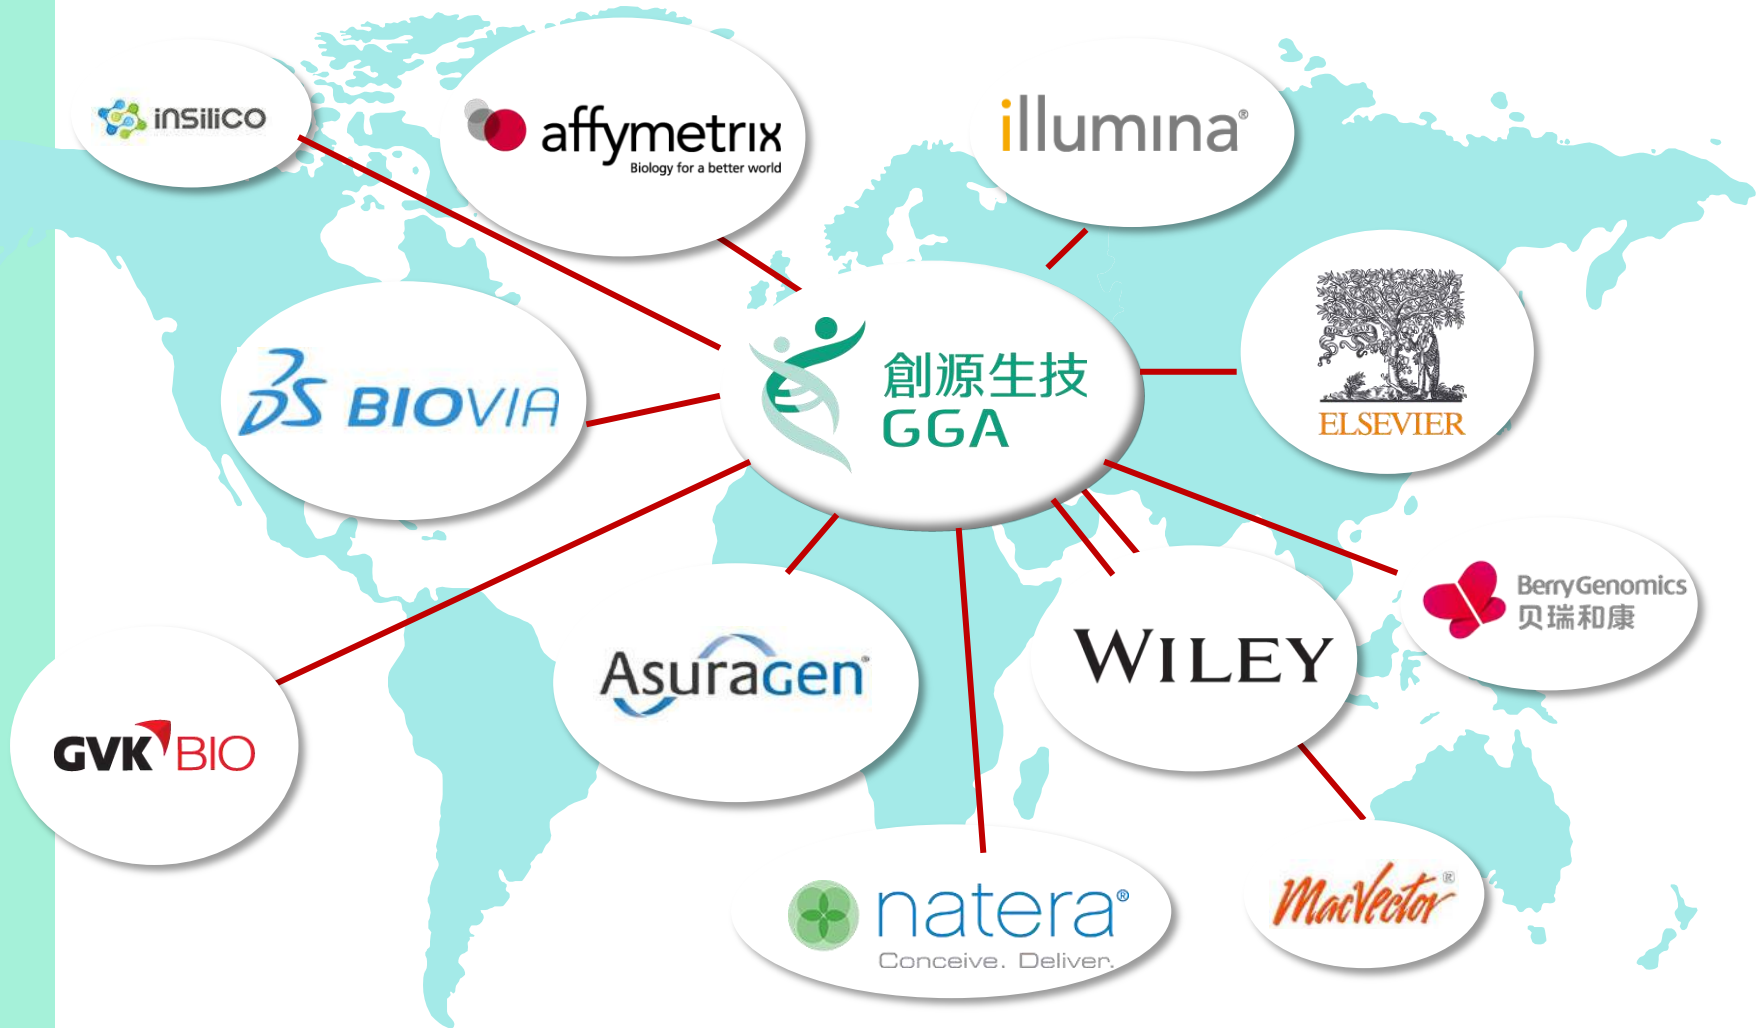 inSilico
affymetrix
Biology for a better world
illumina®
ELSEVIER
3DS BIOVIA
創源生技
GGA
BerryGenomics
贝瑞和康
Asuragen®
WILEY
GVK BIO
natera®
Conceive. Deliver.
MacVector®